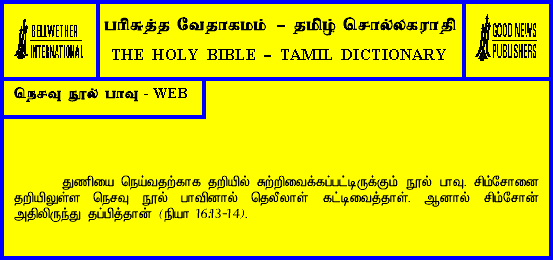 BELLWETHER
INTERNATIONAL
பரிசுத்த வேதாகமம் – தமிழ் சொல்லகராதி
THE HOLY BIBLE – TAMIL DICTIONARY
GOOD NEWS
PUBLISHERS
நெசவு நூல் பாவு - WEB
துணியை நெய்வதற்காக தறியில் சுற்றிவைக்கப்பட்டிருக்கும் நூல் பாவு. சிம்சோனை
தறியிலுள்ள நெசவு நூல் பாவினால் தெலீலாள் கட்டிவைத்தாள். ஆனால் சிம்சோன்
அதிலிருந்து தப்பித்தான் (நியா 16:13-14).